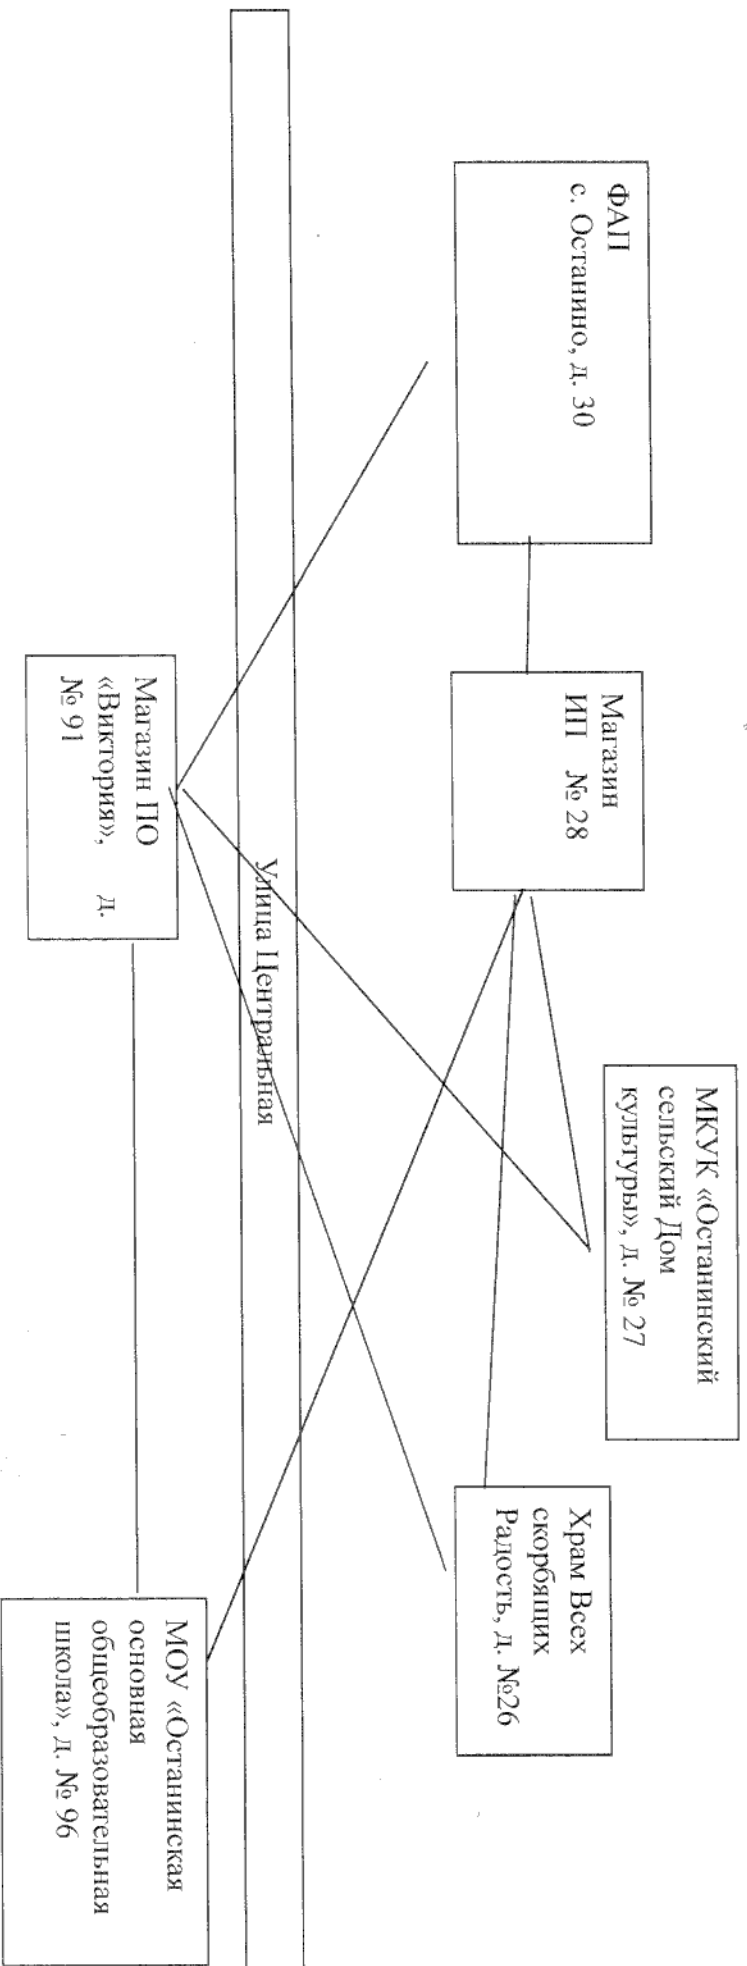 ФАП
с. Останино, д. 30
Магазин
ИП № 28
МКУК «Останинский
сельский Дом
культуры», д. № 27
Храм Всех
скорбящих
Радость, д. №26
Улица Центральная
Магазин ПО
«Виктория», д.
№ 91
МОУ «Останинская
основная
общеобразовательная
школа», д. № 96